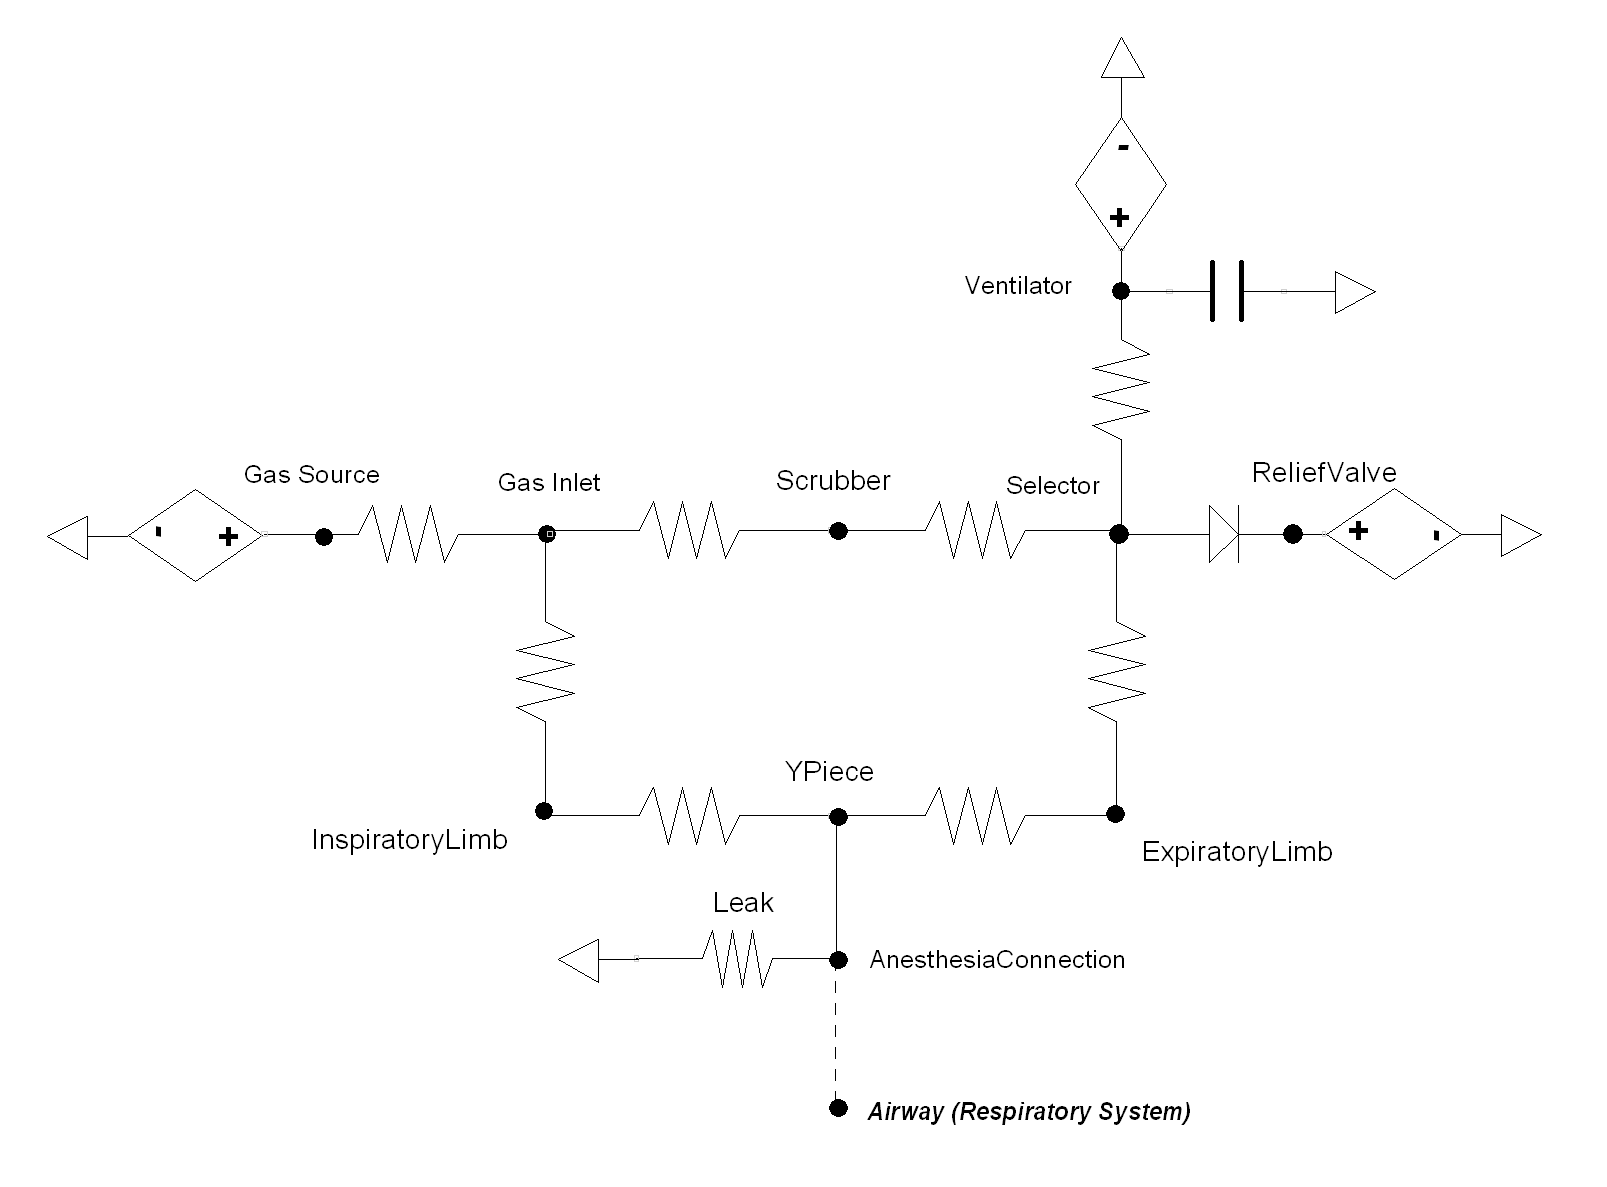 -
+
Ventilator
ReliefValve
Gas Source
Gas Inlet
Scrubber
Selector
-
+
+
-
YPiece
InspiratoryLimb
ExpiratoryLimb
Leak
AnesthesiaConnection
Airway (Respiratory System)